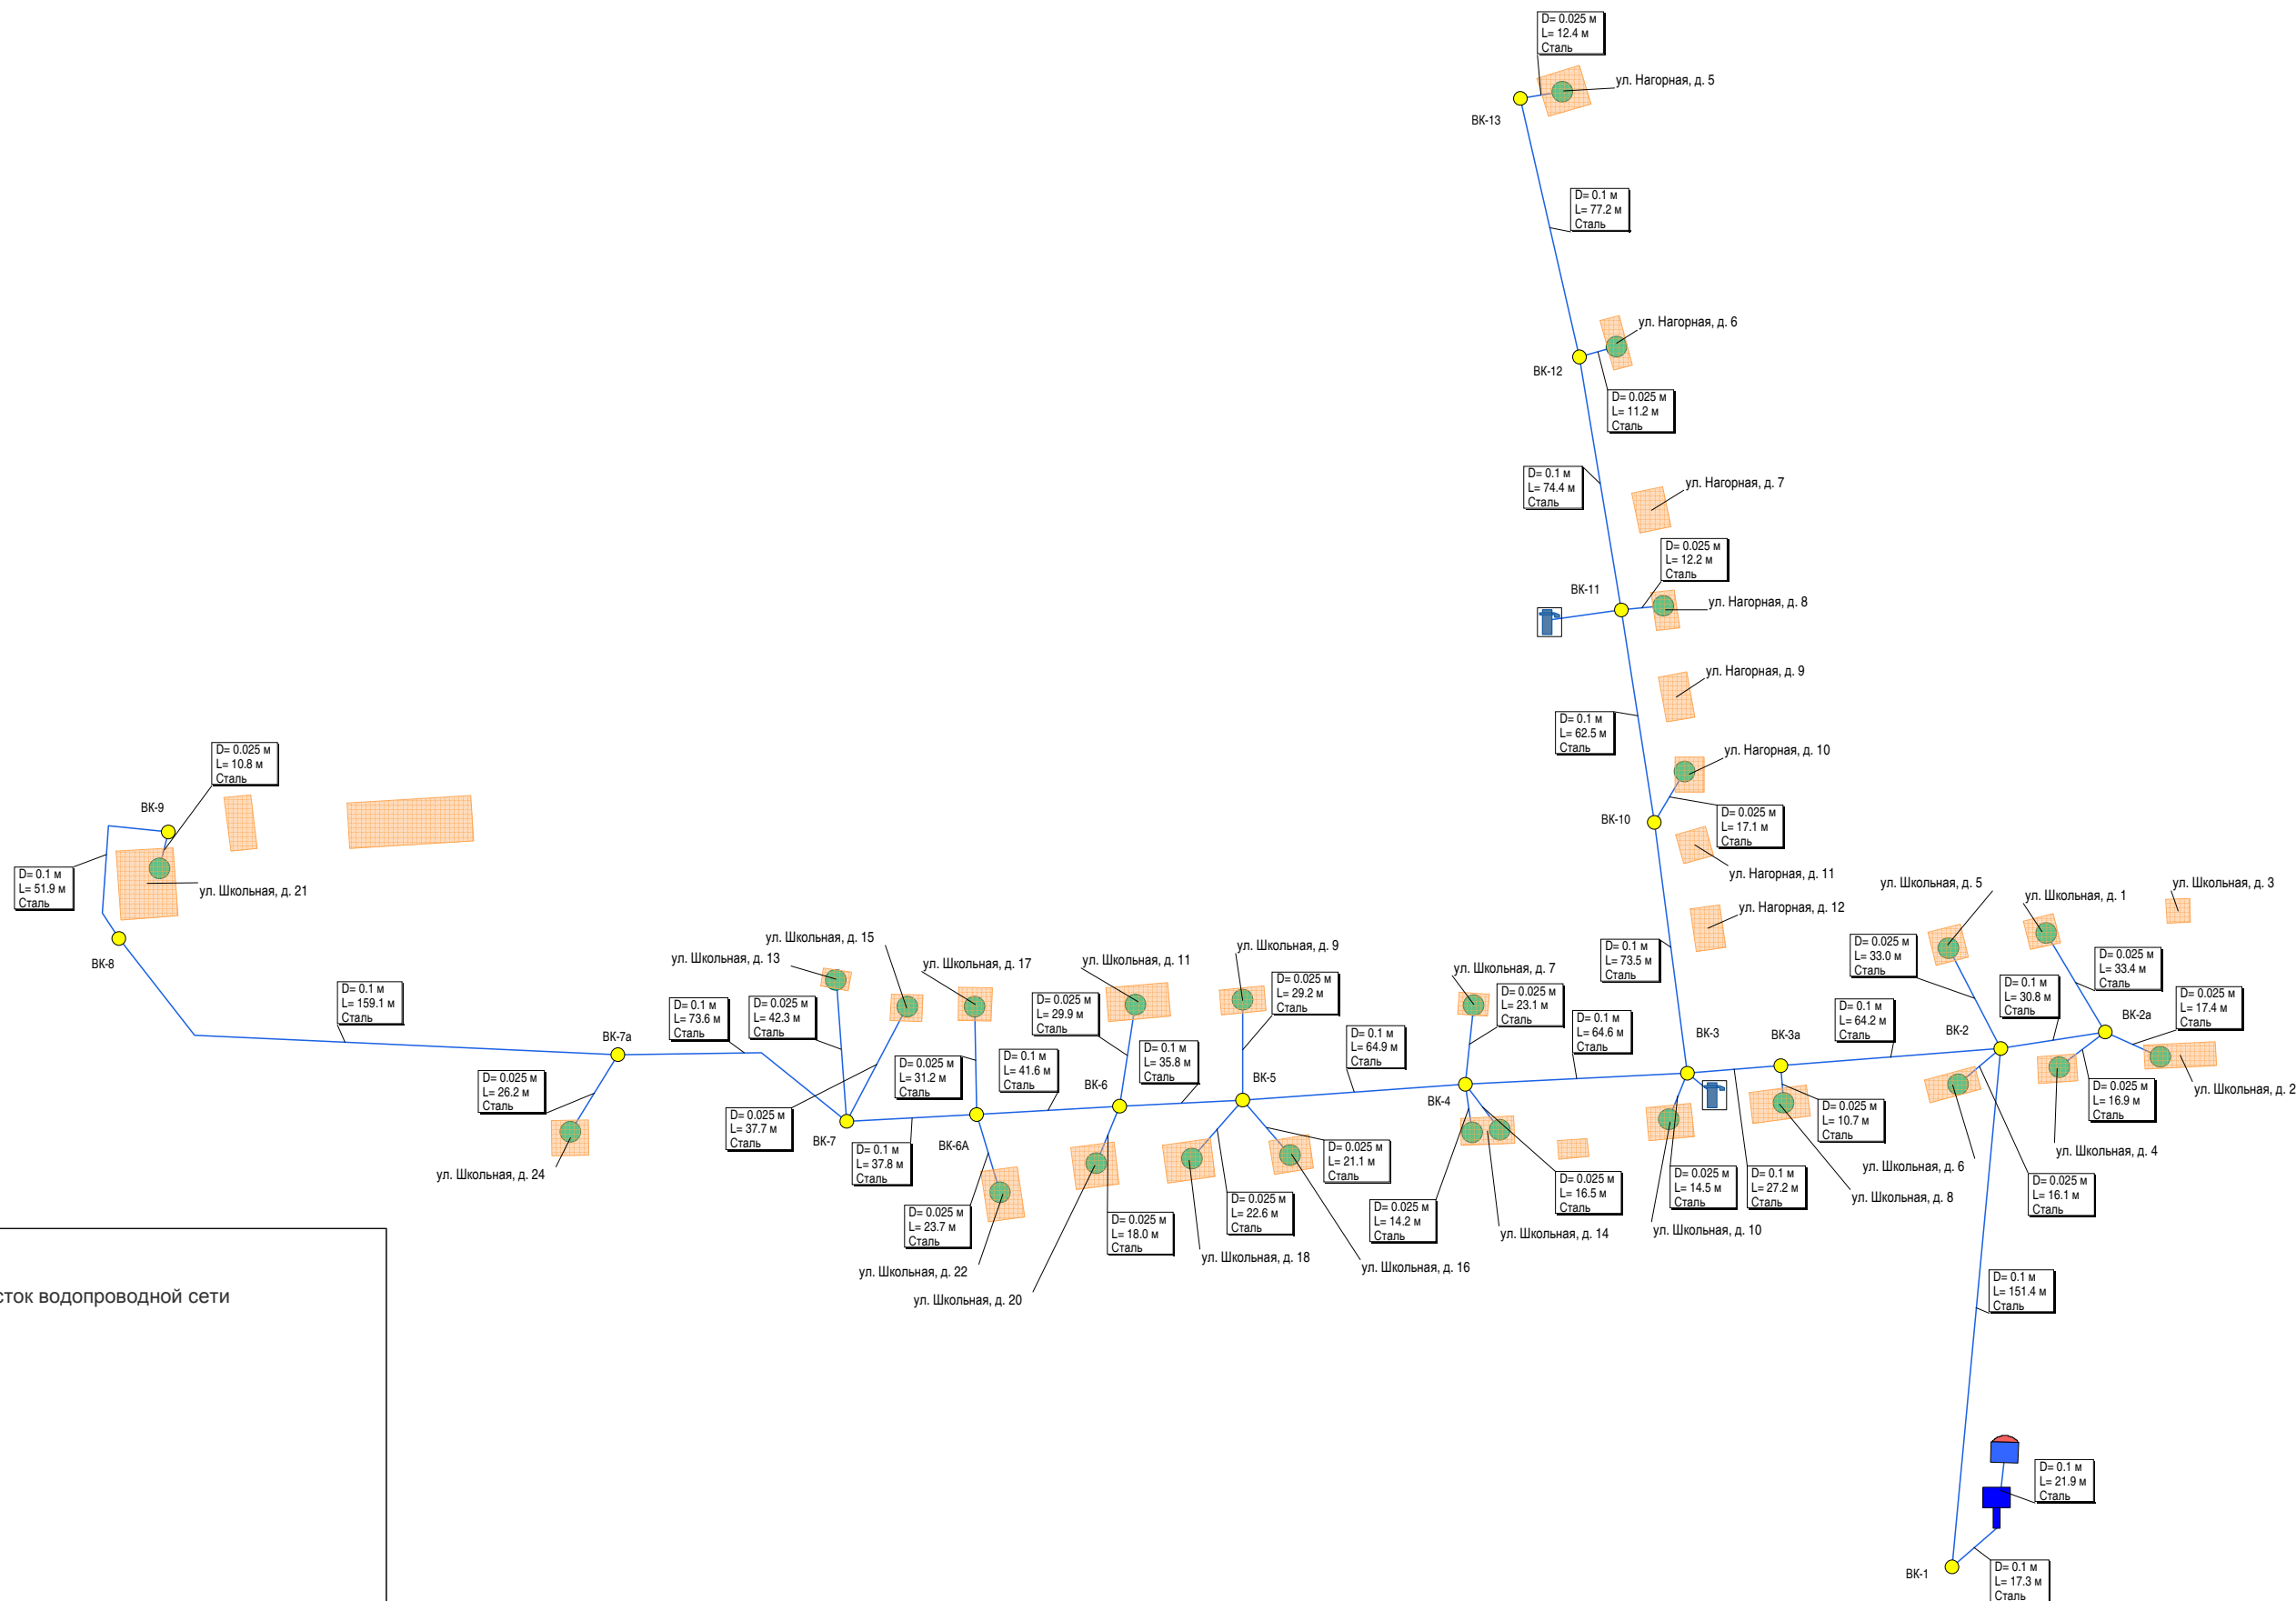 D= 0.025 м
L= 12.4 м
Сталь
ул. Нагорная, д. 5
ВК-13
D= 0.1 м
L= 77.2 м
Сталь
ул. Нагорная, д. 6
ВК-12
D= 0.025 м
L= 11.2 м
Сталь
D= 0.1 м
L= 74.4 м
Сталь
ул. Нагорная, д. 7
D= 0.025 м
L= 12.2 м
Сталь
ВК-11
ул. Нагорная, д. 8
ул. Нагорная, д. 9
D= 0.1 м
L= 62.5 м
Сталь
ул. Нагорная, д. 10
D= 0.025 м
L= 10.8 м
Сталь
ВК-9
ВК-10
D= 0.025 м
L= 17.1 м
Сталь
D= 0.1 м
L= 51.9 м
Сталь
ул. Школьная, д. 21
ул. Нагорная, д. 11
ул. Школьная, д. 5
ул. Школьная, д. 1
ул. Школьная, д. 3
ул. Нагорная, д. 12
ВК-8
ул. Школьная, д. 15
ул. Школьная, д. 13
ул. Школьная, д. 17
ул. Школьная, д. 11
ул. Школьная, д. 9
ул. Школьная, д. 7
D= 0.1 м
L= 73.5 м
Сталь
D= 0.025 м
L= 33.0 м
Сталь
D= 0.025 м
L= 33.4 м
Сталь
D= 0.1 м
L= 159.1 м
Сталь
D= 0.1 м
L= 73.6 м
Сталь
D= 0.025 м
L= 42.3 м
Сталь
D= 0.025 м
L= 29.9 м
Сталь
D= 0.025 м
L= 29.2 м
Сталь
D= 0.025 м
L= 23.1 м
Сталь
D= 0.1 м
L= 30.8 м
Сталь
D= 0.025 м
L= 17.4 м
Сталь
ВК-7а
D= 0.025 м
L= 31.2 м
Сталь
D= 0.1 м
L= 41.6 м
Сталь
D= 0.1 м
L= 35.8 м
Сталь
D= 0.1 м
L= 64.9 м
Сталь
D= 0.1 м
L= 64.6 м
Сталь
ВК-3
ВК-3а
D= 0.1 м
L= 64.2 м
Сталь
ВК-2
ВК-2а
D= 0.025 м
L= 26.2 м
Сталь
ВК-6
ВК-5
ВК-4
ул. Школьная, д. 2
D= 0.025 м
L= 37.7 м
Сталь
ВК-7
D= 0.1 м
L= 37.8 м
Сталь
ВК-6А
D= 0.025 м
L= 10.7 м
Сталь
D= 0.025 м
L= 16.9 м
Сталь
ул. Школьная, д. 4
ул. Школьная, д. 24
D= 0.025 м
L= 21.1 м
Сталь
D= 0.025 м
L= 16.5 м
Сталь
D= 0.025 м
L= 14.5 м
Сталь
D= 0.1 м
L= 27.2 м
Сталь
ул. Школьная, д. 6
D= 0.025 м
L= 16.1 м
Сталь
ул. Школьная, д. 8
D= 0.025 м
L= 23.7 м
Сталь
D= 0.025 м
L= 18.0 м
Сталь
D= 0.025 м
L= 22.6 м
Сталь
D= 0.025 м
L= 14.2 м
Сталь
ул. Школьная, д. 14
ул. Школьная, д. 10
ул. Школьная, д. 18
ул. Школьная, д. 16
ул. Школьная, д. 22
ул. Школьная, д. 20
сток водопроводной сети
D= 0.1 м
L= 151.4 м
Сталь
D= 0.1 м
L= 21.9 м
Сталь
ВК-1
D= 0.1 м
L= 17.3 м
Сталь